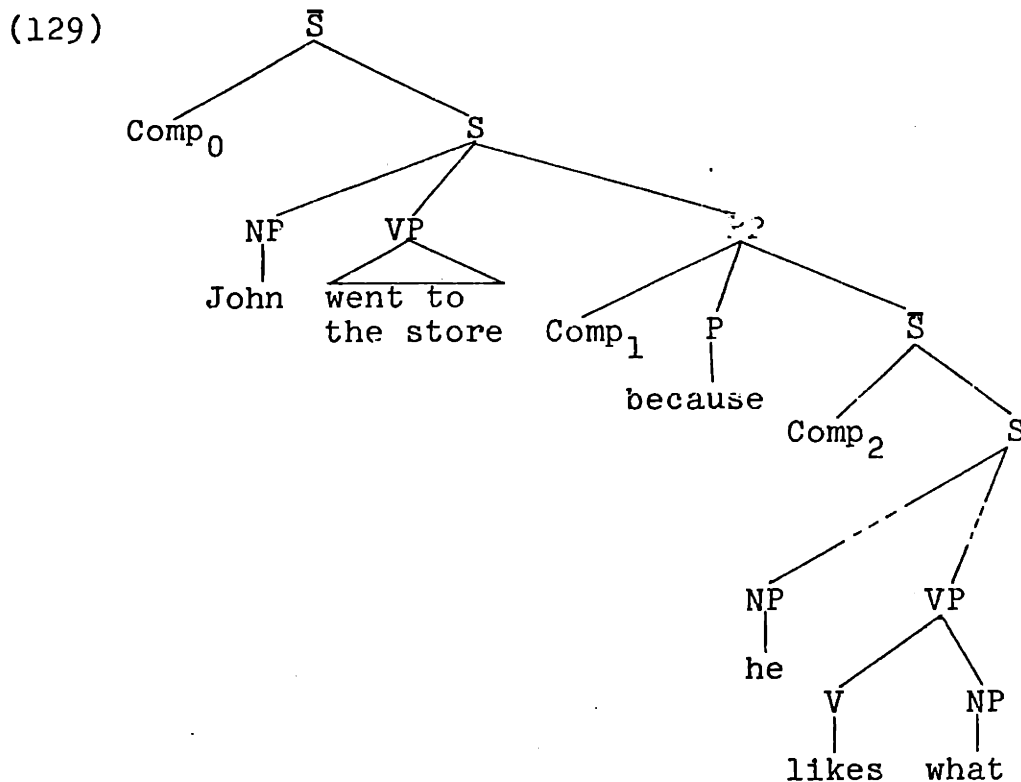 (129) S̅
Comp₀ S
NP VP
John went to the store Comp₁ P S̅
because Comp₂ S
NP VP
he V NP
likes what